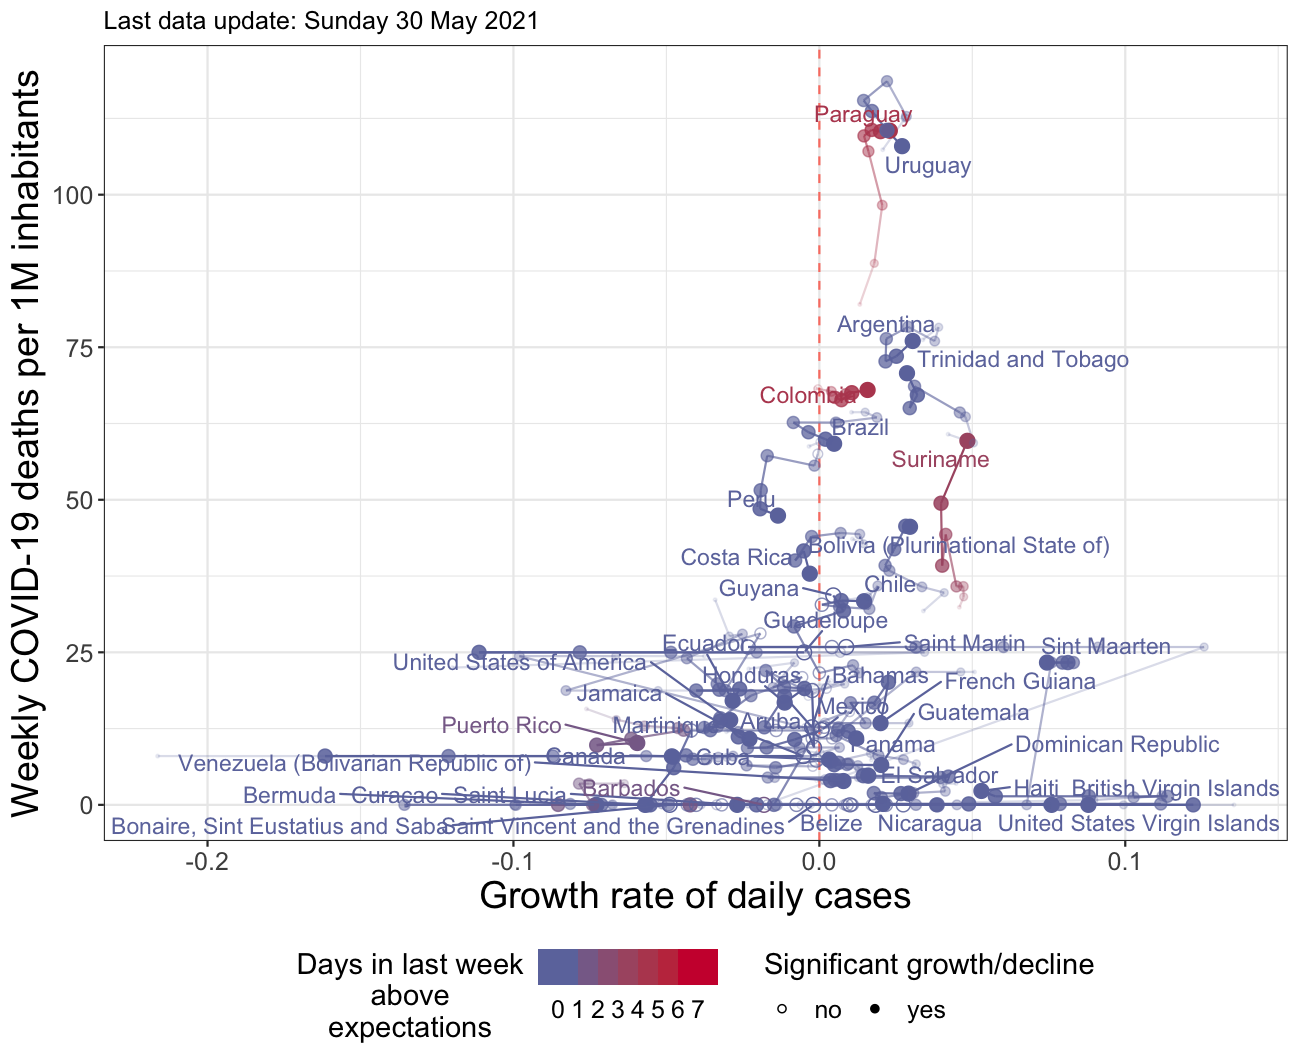 Last data update: Sunday 30 May 2021
Weekly COVID-19 deaths per 1M inhabitants
100
75
50
25
0
Paraguay
Uruguay
Argentina
Trinidad and Tobago
Colombia
Brazil
Suriname
Peru
Bolivia (Plurinational State of)
Costa Rica
Guyana
Chile
Guadeloupe
Ecuador
Saint Martin
Sint Maarten
United States of America
Honduras
Bahamas
French Guiana
Jamaica
Mexico
Guatemala
Puerto Rico
Martinique
Aruba
Panama
Dominican Republic
Venezuela (Bolivarian Republic of)
Canada
Cuba
El Salvador
Barbados
Haiti
British Virgin Islands
Bermuda
Curaçao
Saint Lucia
Bonaire, Sint Eustatius and Saba
Saint Vincent and the Grenadines
Belize
Nicaragua
United States Virgin Islands
-0.2
-0.1
0.0
0.1
Growth rate of daily cases
Days in last week
above
expectations
0 1 2 3 4 5 6 7
Significant growth/decline
no
yes